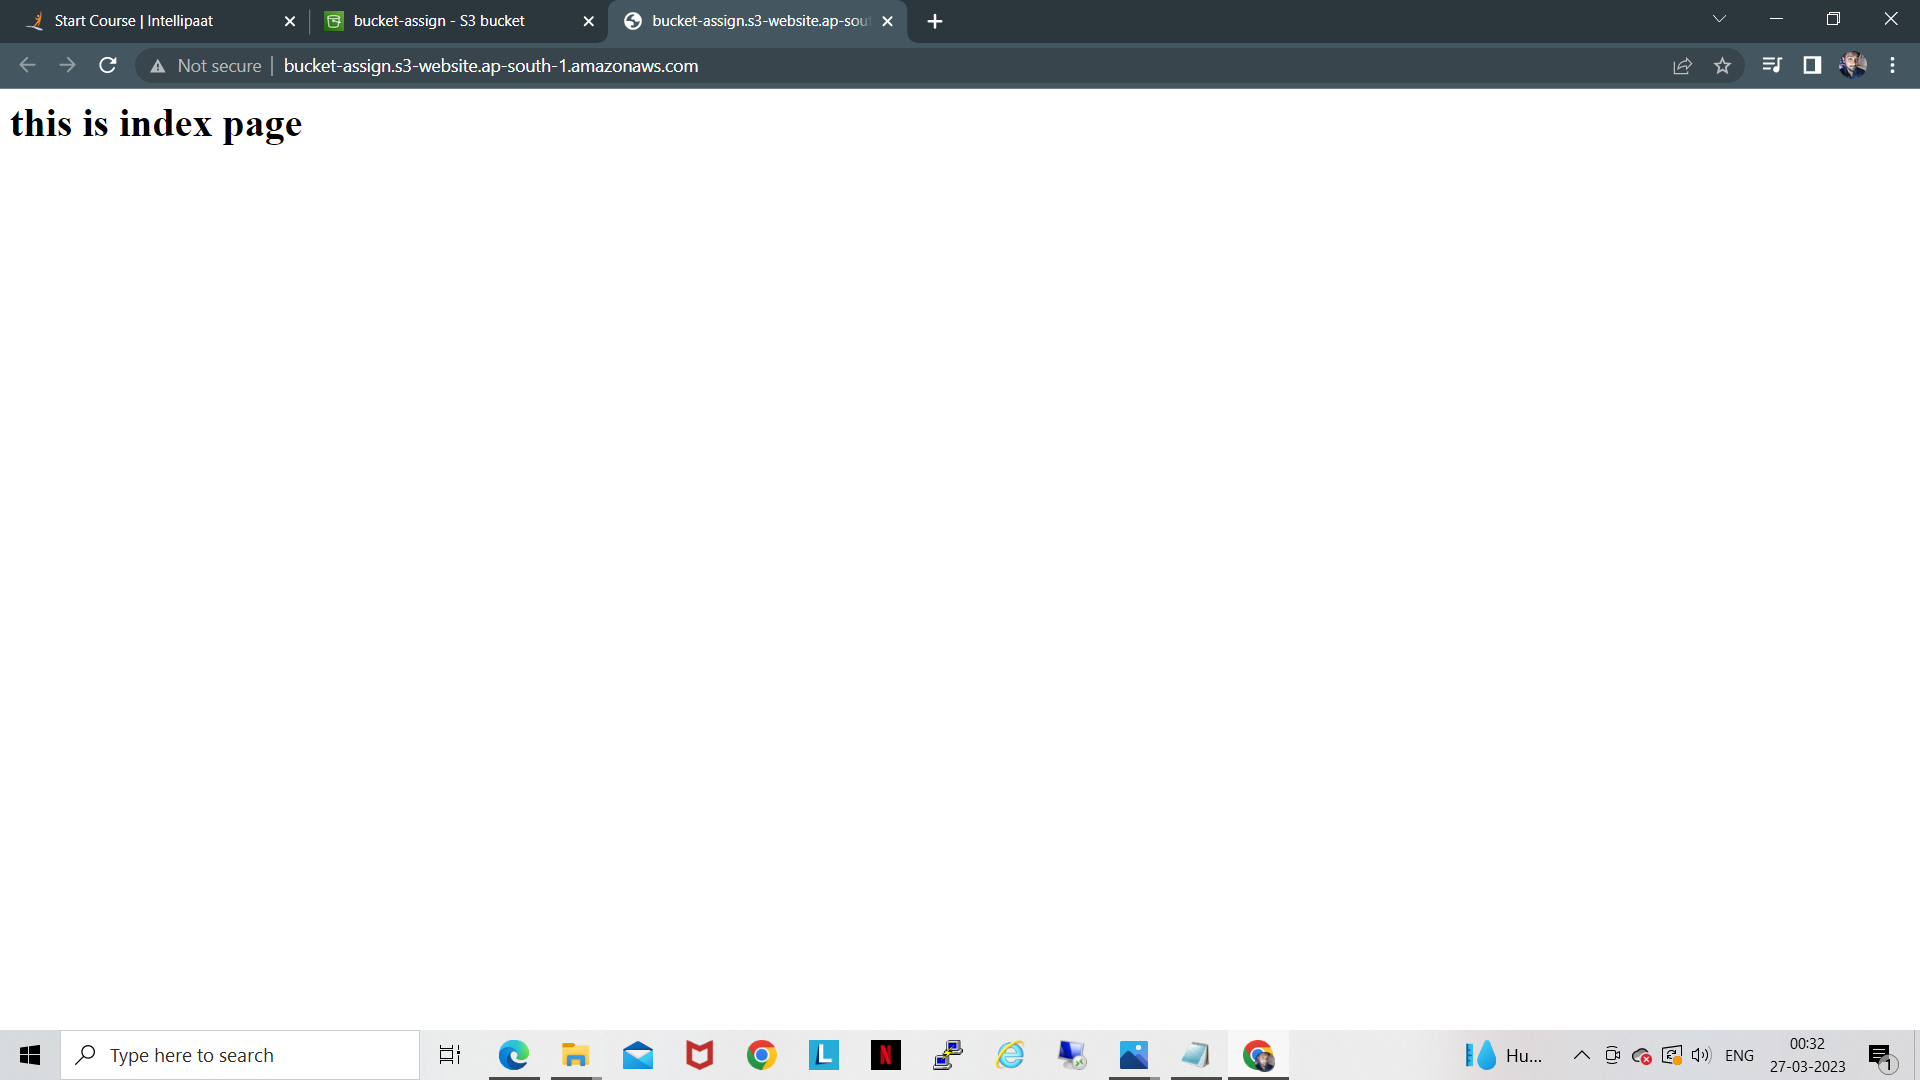 Start Course | Intellipaat
bucket-assign - S3 bucket
bucket-assign.s3-website.ap-sou
Not secure
bucket-assign.s3-website.ap-south-1.amazonaws.com
this is index page
Type here to search
L
N
Hu...
ENG
00:32
27-03-2023
1